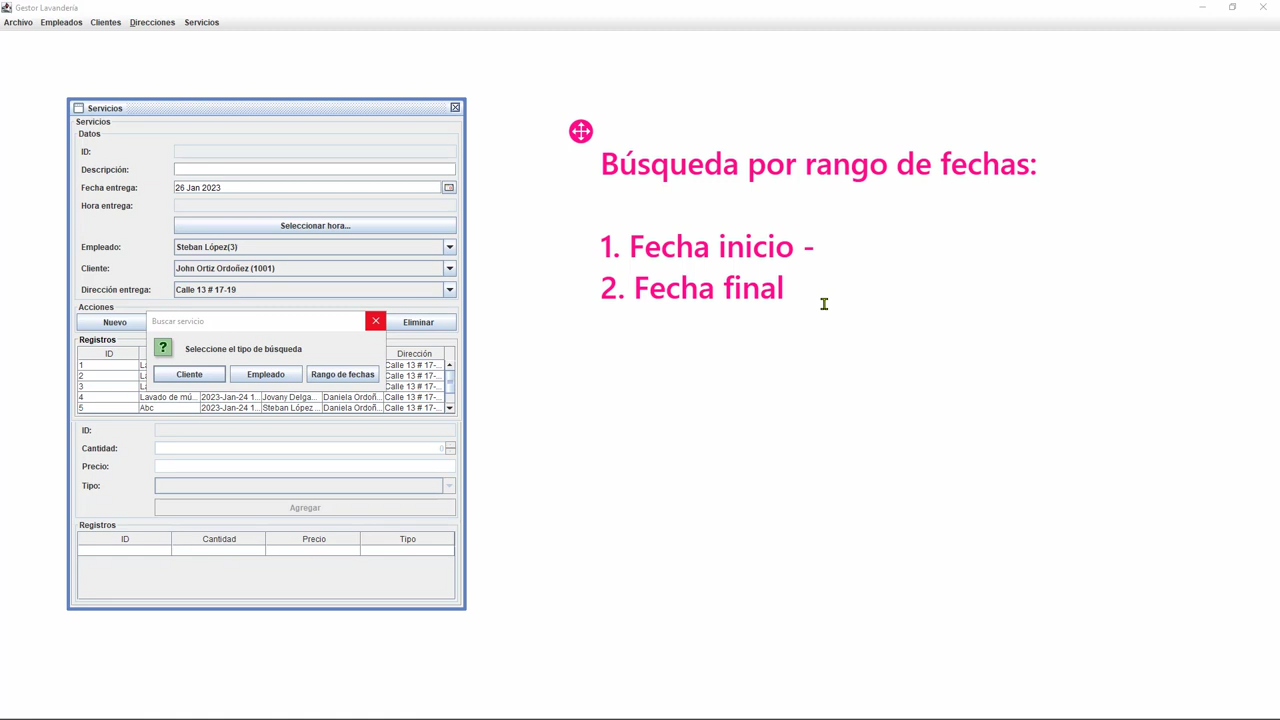 Gestor Lavandería
Archivo Empleados Clientes Direcciones Servicios
Servicios
Servicios
Datos
ID:
Descripción:
Fecha entrega: 26 Jan 2023
Hora entrega:
Seleccionar hora...
Empleado: Steban López(3)
Cliente: John Ortiz Ordoñez (1001)
Dirección entrega: Calle 13 # 17-19
Acciones
Nuevo Eliminar
Buscar servicio
Seleccione el tipo de búsqueda
Cliente Empleado Rango de fechas
Registros
ID Dirección
1 Calle 13 # 17-...
2 Calle 13 # 17-...
3 Calle 13 # 17-...
4 Lavado de mú... 2023-Jan-24 1... Jovany Delga... Daniela Ordoñ... Calle 13 # 17-...
5 Abc 2023-Jan-24 1... Steban López ... Daniela Ordoñ... Calle 13 # 17-...
ID:
Cantidad: 0
Precio:
Tipo:
Agregar
Registros
ID Cantidad Precio Tipo
Búsqueda por rango de fechas:
1. Fecha inicio -
2. Fecha final